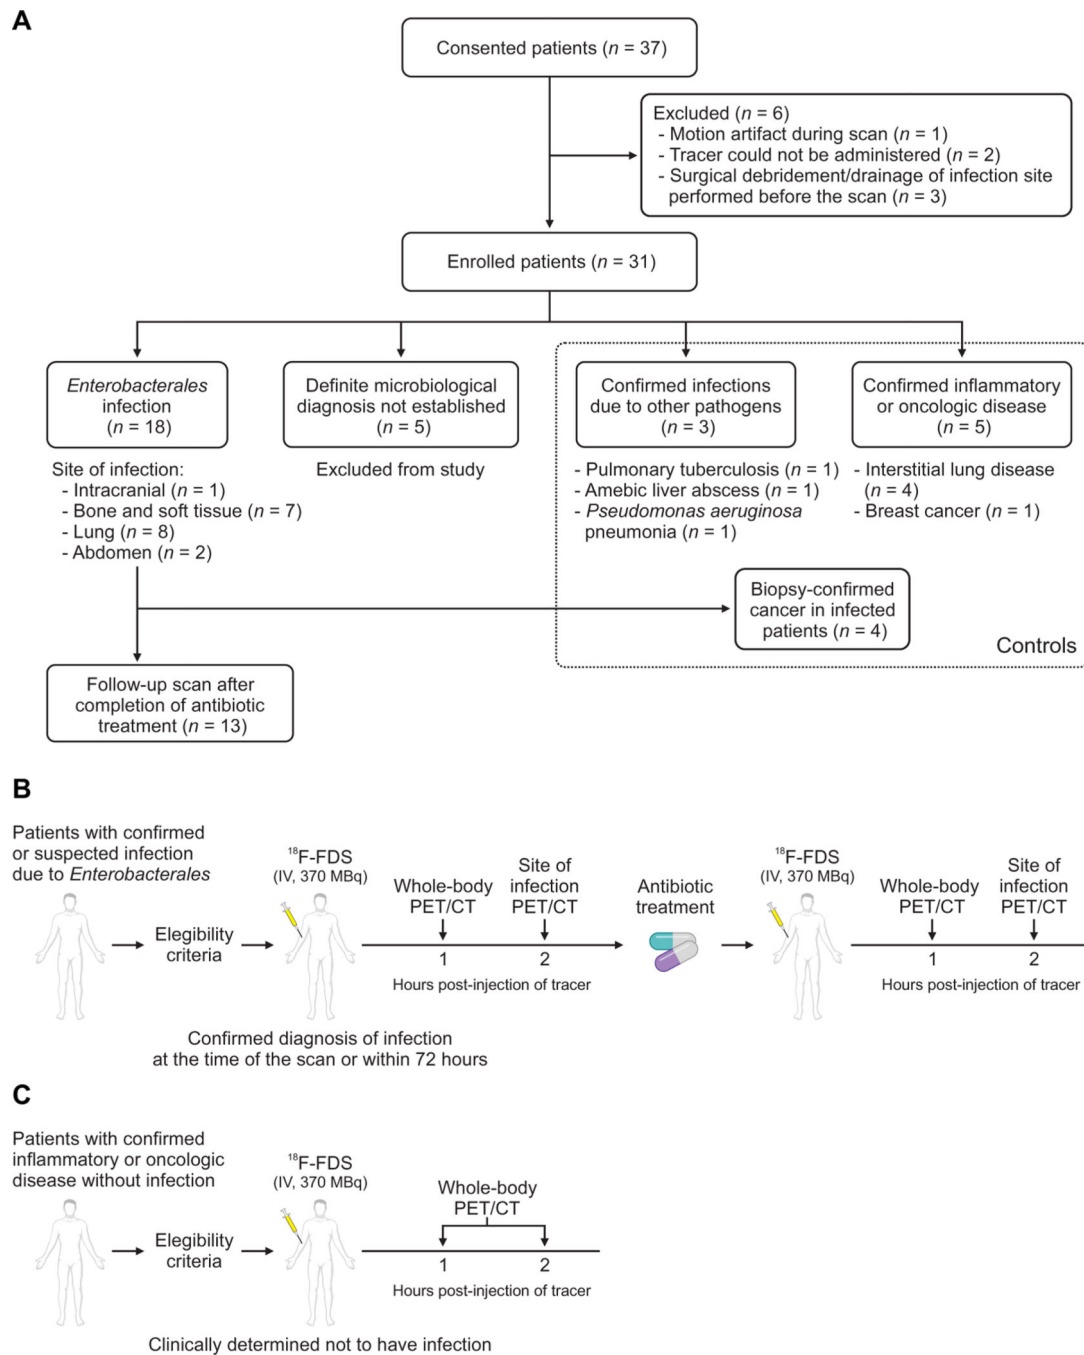 A
Consented patients (n = 37)
Excluded (n = 6)
- Motion artifact during scan (n = 1)
- Tracer could not be administered (n = 2)
- Surgical debridement/drainage of infection site
performed before the scan (n = 3)
Enrolled patients (n = 31)
Enterobacterales
infection
(n = 18)
Definite microbiological
diagnosis not established
(n = 5)
Confirmed infections
due to other pathogens
(n = 3)
Confirmed inflammatory
or oncologic disease
(n = 5)
Site of infection:
- Intracranial (n = 1)
- Bone and soft tissue (n = 7)
- Lung (n = 8)
- Abdomen (n = 2)
Excluded from study
- Pulmonary tuberculosis (n = 1)
- Amebic liver abscess (n = 1)
- Pseudomonas aeruginosa
pneumonia (n = 1)
- Interstitial lung disease
(n = 4)
- Breast cancer (n = 1)
Biopsy-confirmed
cancer in infected
patients (n = 4)
Controls
Follow-up scan after
completion of antibiotic
treatment (n = 13)
B
Patients with confirmed
or suspected infection
due to Enterobacterales
Elegibility
criteria
¹⁸F-FDS
(IV, 370 MBq)
Whole-body
PET/CT
Site of
infection
PET/CT
1 2
Hours post-injection of tracer
Antibiotic
treatment
¹⁸F-FDS
(IV, 370 MBq)
Whole-body
PET/CT
Site of
infection
PET/CT
1 2
Hours post-injection of tracer
Confirmed diagnosis of infection
at the time of the scan or within 72 hours
C
Patients with confirmed
inflammatory or oncologic
disease without infection
Elegibility
criteria
¹⁸F-FDS
(IV, 370 MBq)
Whole-body
PET/CT
1 2
Hours post-injection of tracer
Clinically determined not to have infection